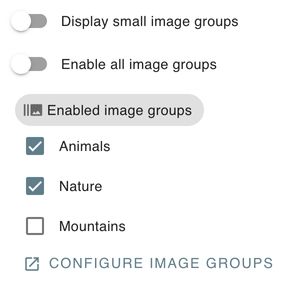 Display small image groups
Enable all image groups
Enabled image groups
Animals
Nature
Mountains
CONFIGURE IMAGE GROUPS